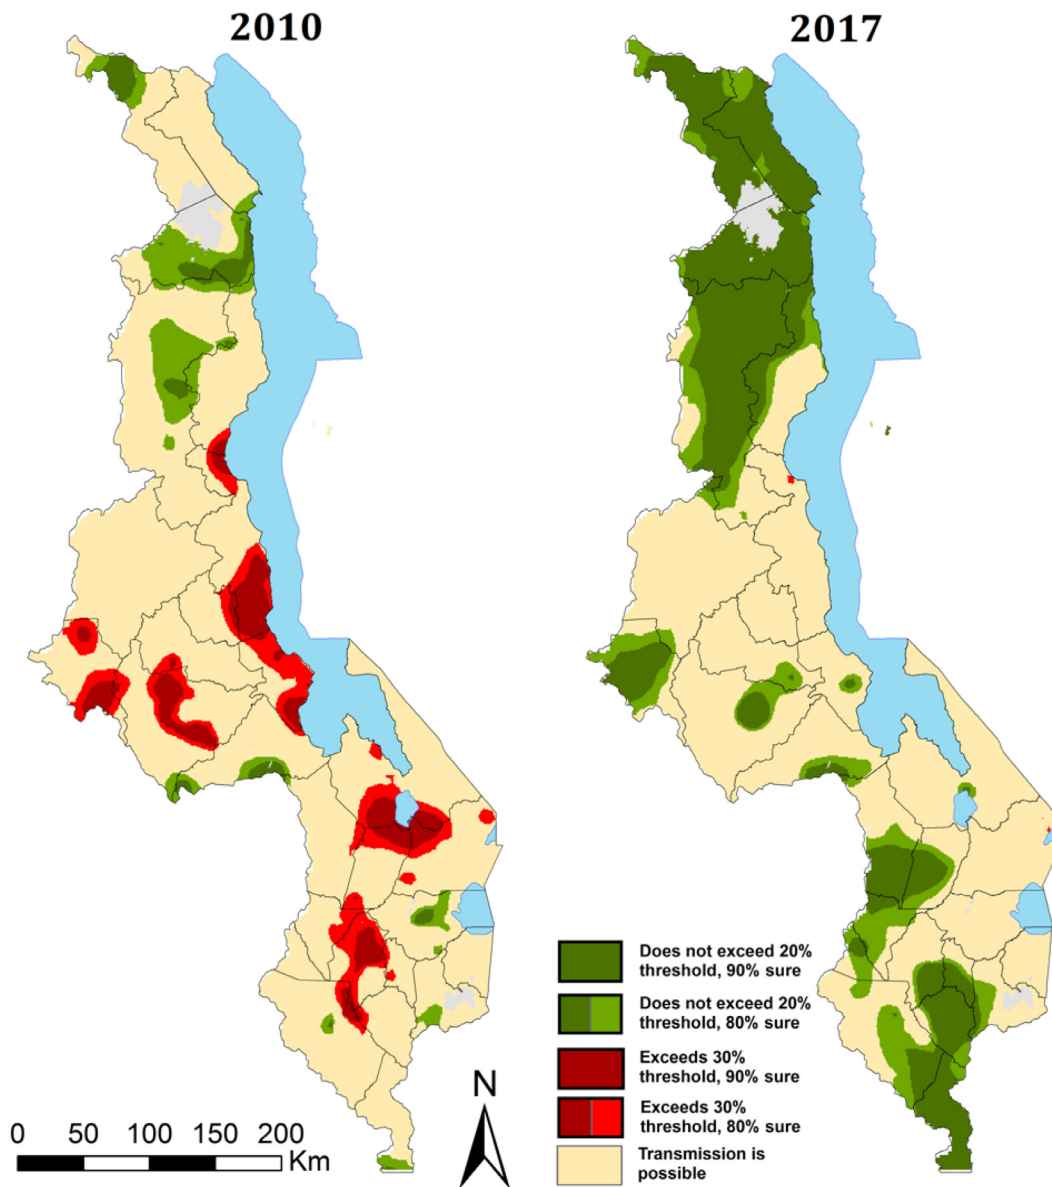 2010
2017
Does not exceed 20%
threshold, 90% sure
Does not exceed 20%
threshold, 80% sure
Exceeds 30%
threshold, 90% sure
Exceeds 30%
threshold, 80% sure
Transmission is
possible
N
0 50 100 150 200
Km